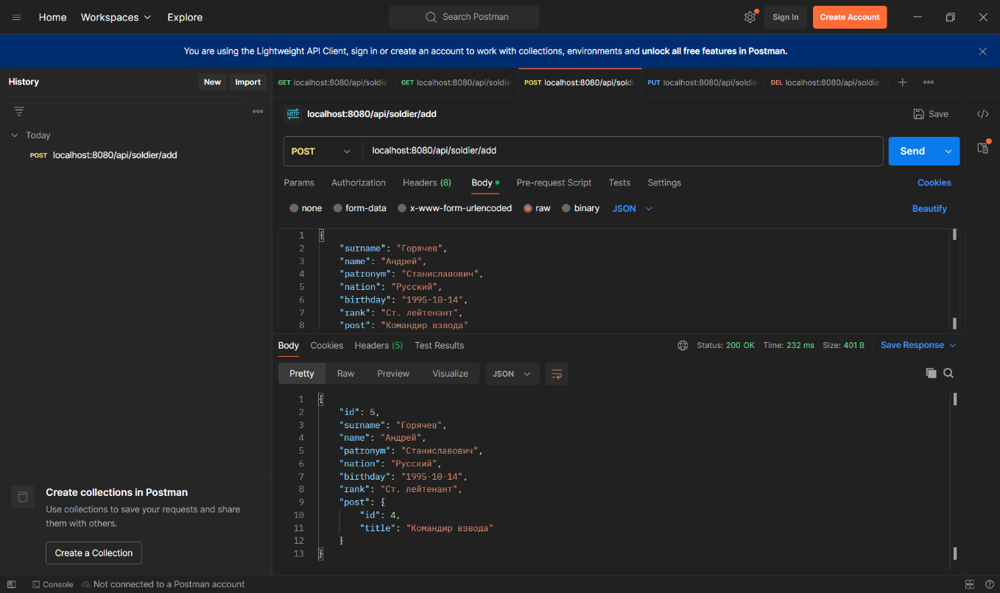 Home Workspaces Explore Search Postman Sign In Create Account
You are using the Lightweight API Client, sign in or create an account to work with collections, environments and unlock all free features in Postman.
History New Import
GET localhost:8080/api/soldie GET localhost:8080/api/soldie POST localhost:8080/api/soldi PUT localhost:8080/api/soldie DEL localhost:8080/api/soldie
HTTP localhost:8080/api/soldier/add Save
Today
POST localhost:8080/api/soldier/add
POST localhost:8080/api/soldier/add Send
Params Authorization Headers (8) Body Pre-request Script Tests Settings Cookies
none form-data x-www-form-urlencoded raw binary JSON Beautify
1 {
2 "surname": "Горячев",
3 "name": "Андрей",
4 "patronym": "Станиславович",
5 "nation": "Русский",
6 "birthday": "1995-10-14",
7 "rank": "Ст. лейтенант",
8 "post": "Командир взвода"
Body Cookies Headers (5) Test Results Status: 200 OK Time: 232 ms Size: 401 B Save Response
Pretty Raw Preview Visualize JSON
1 {
2 "id": 5,
3 "surname": "Горячев",
4 "name": "Андрей",
5 "patronym": "Станиславович",
6 "nation": "Русский",
7 "birthday": "1995-10-14",
8 "rank": "Ст. лейтенант",
9 "post": {
10 "id": 4,
11 "title": "Командир взвода"
12 }
13 }
Create collections in Postman
Use collections to save your requests and share
them with others.
Create a Collection
Console Not connected to a Postman account